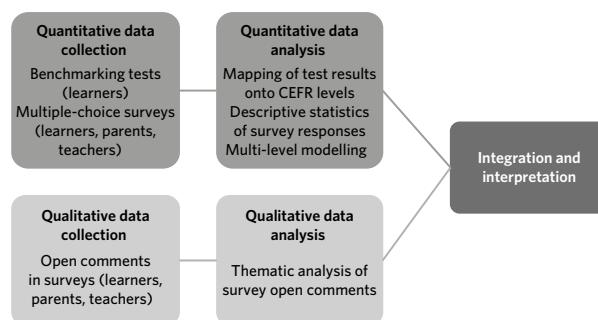 Quantitative data
collection
Benchmarking tests
(learners)
Multiple-choice surveys
(learners, parents,
teachers)
Quantitative data
analysis
Mapping of test results
onto CEFR levels
Descriptive statistics
of survey responses
Multi-level modelling
Integration and
interpretation
Qualitative data
collection
Open comments
in surveys (learners,
parents, teachers)
Qualitative data
analysis
Thematic analysis of
survey open comments